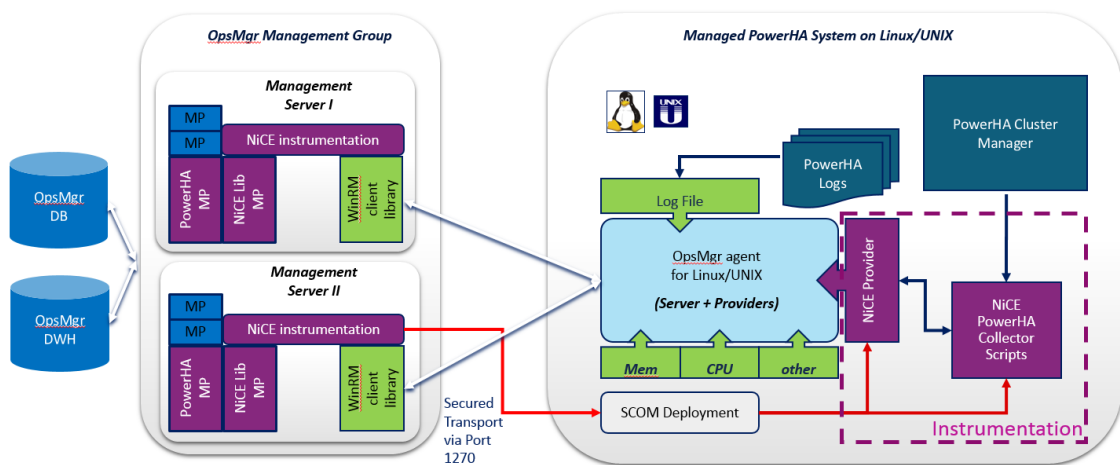 OpsMgr Management Group
Management
Server I
MP
MP
NiCE instrumentation
PowerHA
MP
NiCE Lib
MP
WinRM
client
library
OpsMgr
DB
OpsMgr
DWH
Management
Server II
MP
MP
NiCE instrumentation
PowerHA
MP
NiCE Lib
MP
WinRM
client
library
Secured
Transport
via Port
1270
Managed PowerHA System on Linux/UNIX
UNIX
U
PowerHA
Logs
PowerHA Cluster
Manager
Log File
OpsMgr agent
for Linux/UNIX
(Server + Providers)
NiCE Provider
NiCE
PowerHA
Collector
Scripts
Mem
CPU
other
SCOM Deployment
Instrumentation